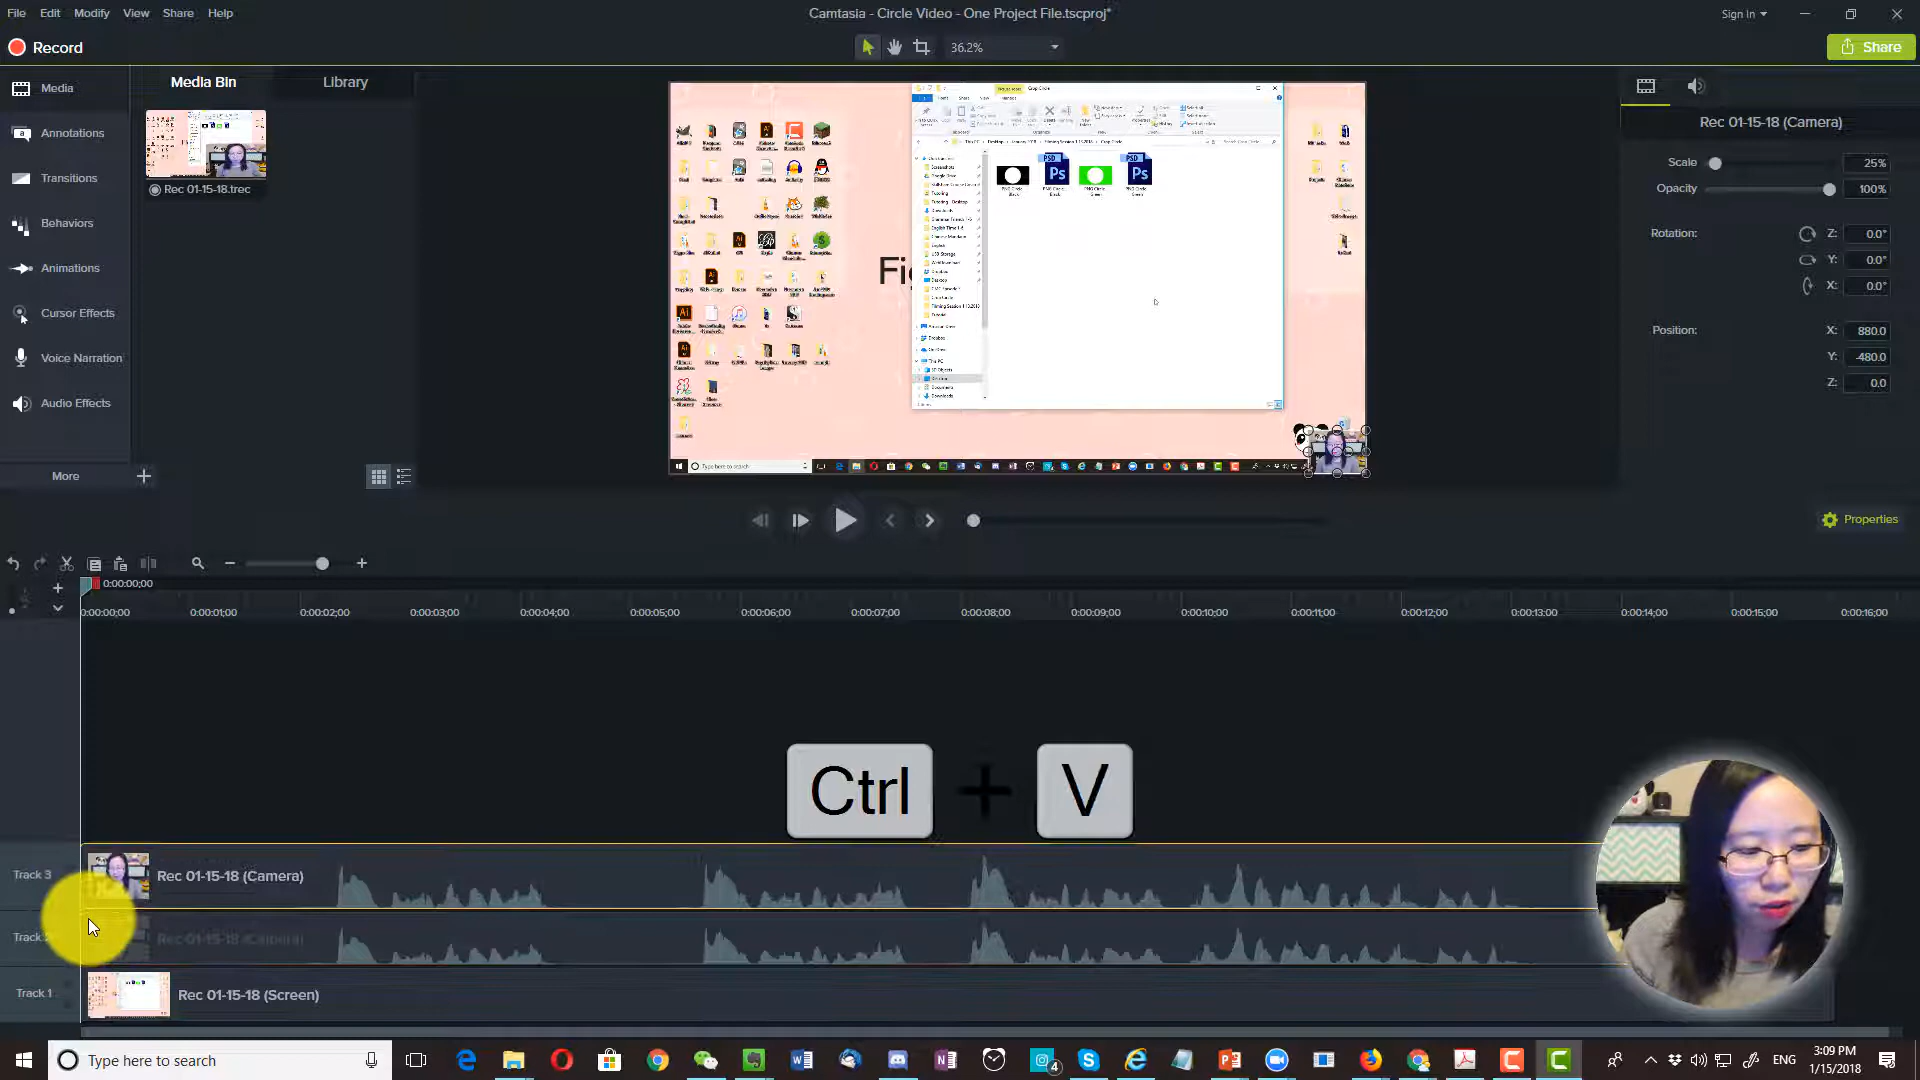 File Edit Modify View Share Help
Camtasia - Circle Video - One Project File.tscproj*
Sign In
Record
36.2%
Share
Media
Annotations
Transitions
Behaviors
Animations
Cursor Effects
Voice Narration
Audio Effects
More
Media Bin
Library
Rec 01-15-18.trec
Rec 01-15-18 (Camera)
Scale 25%
Opacity 100%
Rotation: Z: 0.0°
Y: 0.0°
X: 0.0°
Position: X: 880.0
Y: -480.0
Z: 0.0
Properties
0:00:00;00
0:00:00;00 0:00:01;00 0:00:02;00 0:00:03;00 0:00:04;00 0:00:05;00 0:00:06;00 0:00:07;00 0:00:08;00 0:00:09;00 0:00:10;00 0:00:11;00 0:00:12;00 0:00:13;00 0:00:14;00 0:00:15;00 0:00:16;00
Ctrl + V
Track 3
Rec 01-15-18 (Camera)
Track
Rec 01-15-18 (Camera)
Track 1
Rec 01-15-18 (Screen)
Type here to search
4
ENG
3:09 PM
1/15/2018